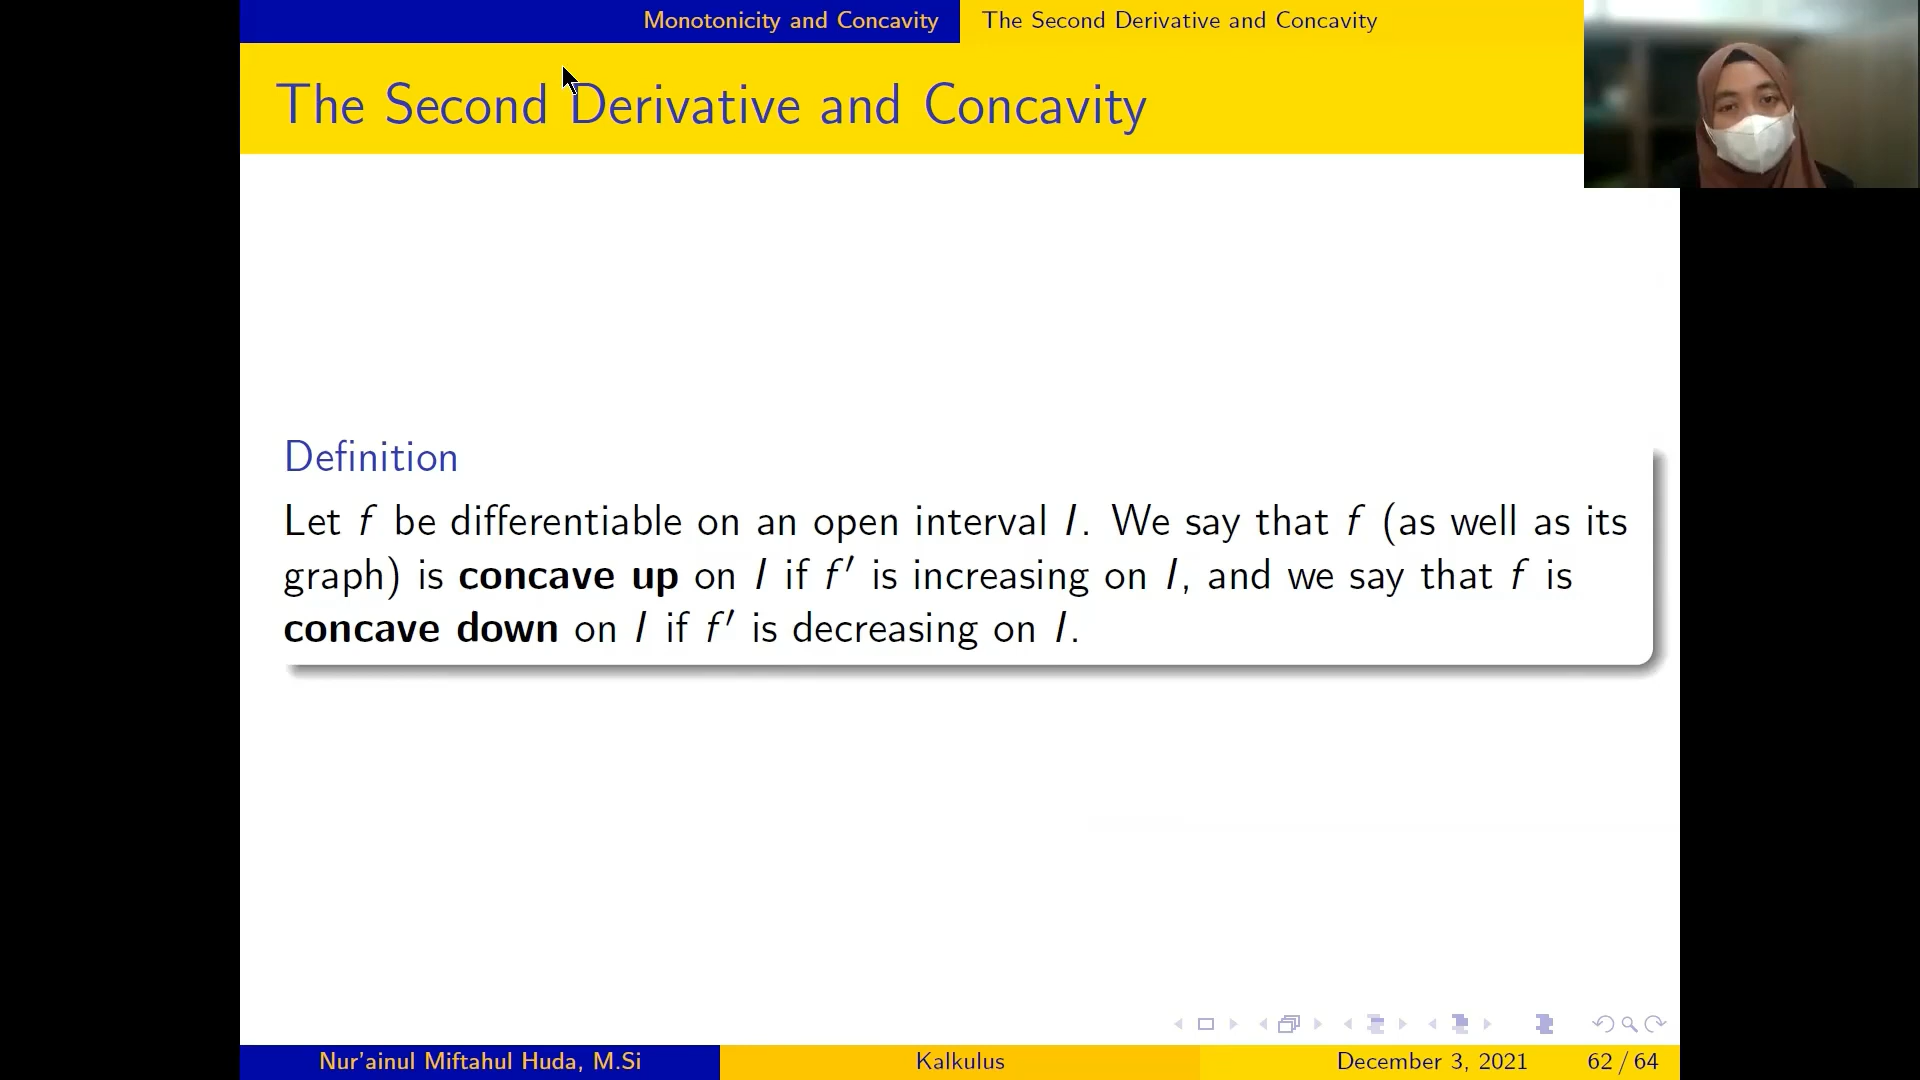 Monotonicity and Concavity
The Second Derivative and Concavity
The Second Derivative and Concavity
Definition
Let f be differentiable on an open interval I. We say that f (as well as its
graph) is concave up on I if f′ is increasing on I, and we say that f is
concave down on I if f′ is decreasing on I.
Nur'ainul Miftahul Huda, M.Si
Kalkulus
December 3, 2021
62 / 64